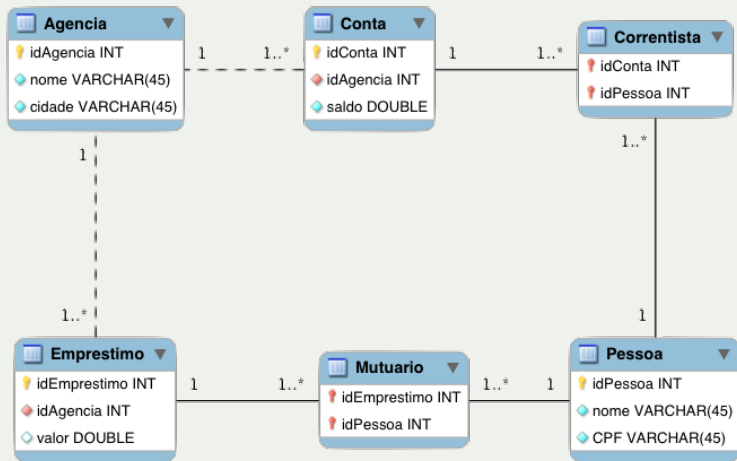 Agencia
idAgencia INT
nome VARCHAR(45)
cidade VARCHAR(45)
1
1..*
Conta
idConta INT
idAgencia INT
saldo DOUBLE
1
1..*
Correntista
idConta INT
idPessoa INT
1
1..*
1..*
1
Emprestimo
idEmprestimo INT
idAgencia INT
valor DOUBLE
1
1..*
Mutuario
idEmprestimo INT
idPessoa INT
1..*
1
Pessoa
idPessoa INT
nome VARCHAR(45)
CPF VARCHAR(45)